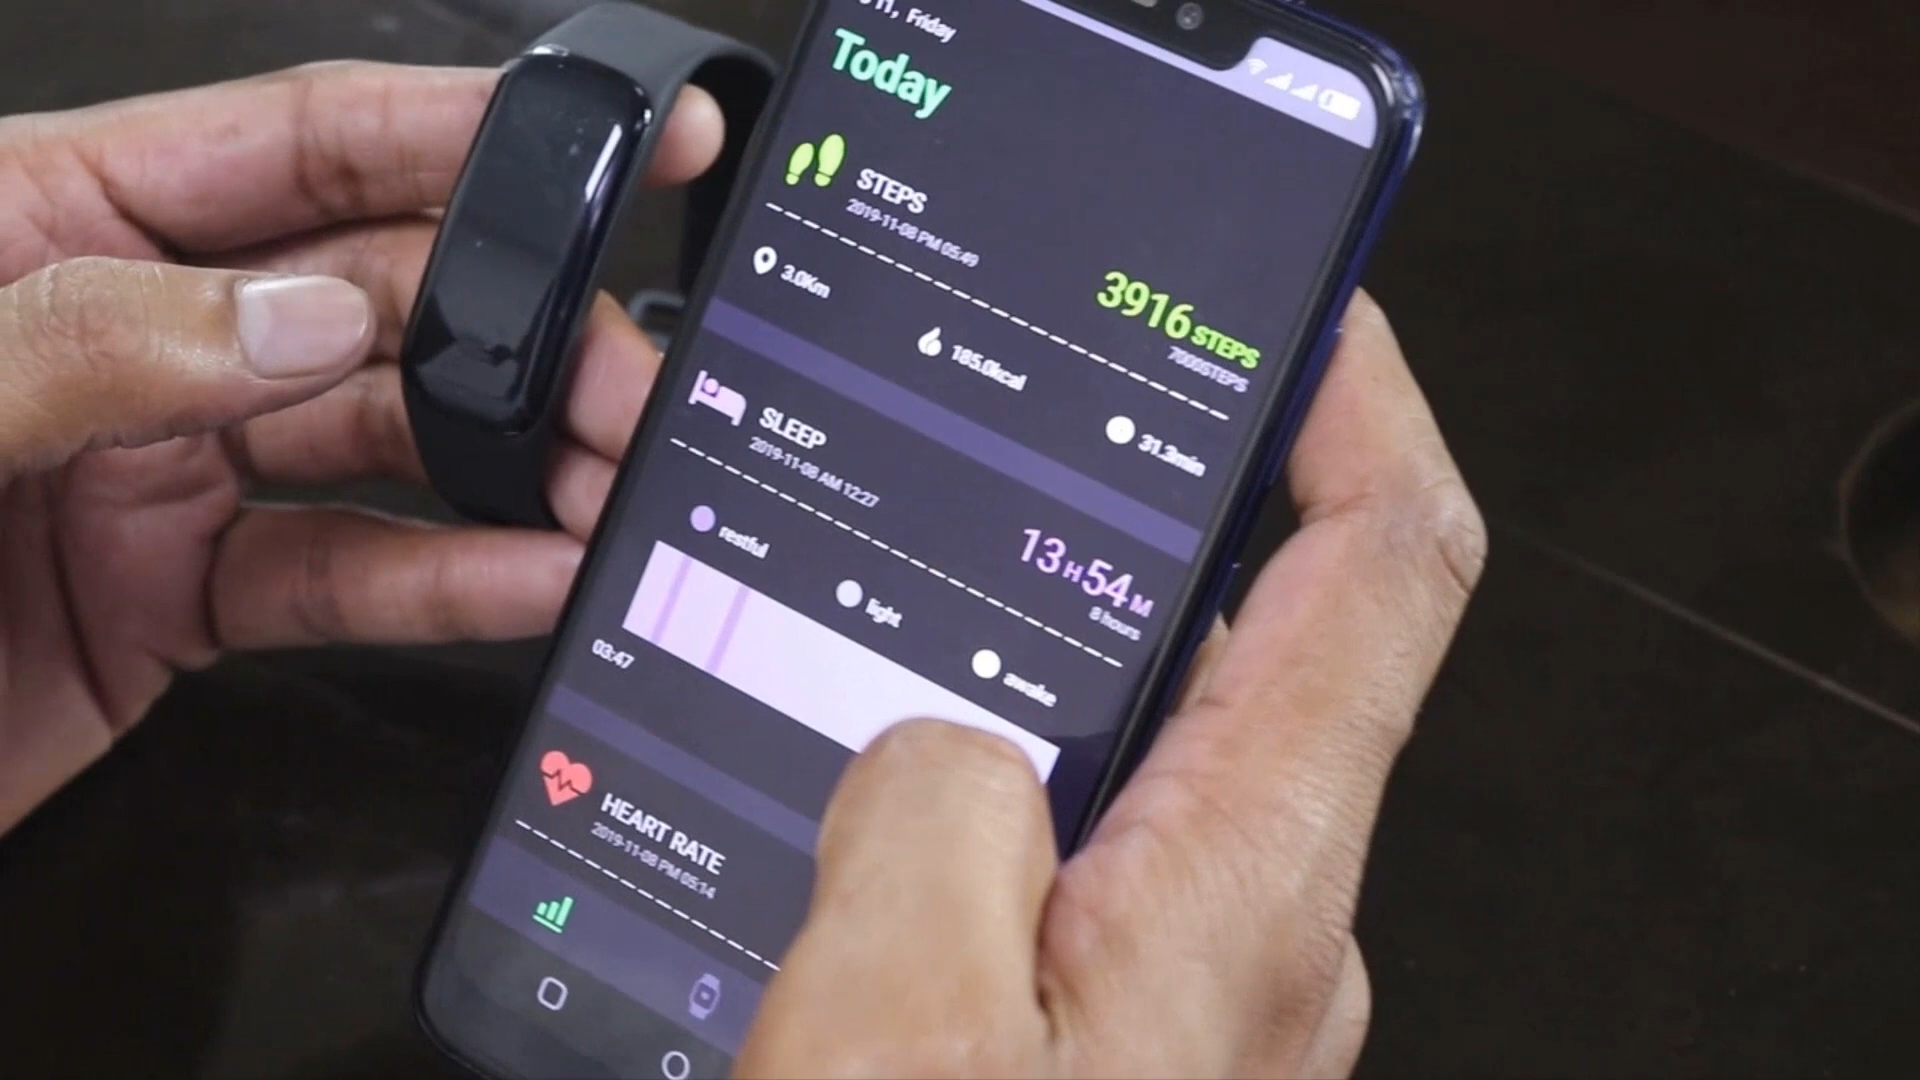 11, Friday
Today
STEPS
2019-11-08 PM 05:49
3916 STEPS
7000STEPS
3.0Km
185.0kcal
31.3min
SLEEP
2019-11-08 AM 12:27
13H54M
8 hours
restful
light
awake
03:47
HEART RATE
2019-11-08 PM 05:14